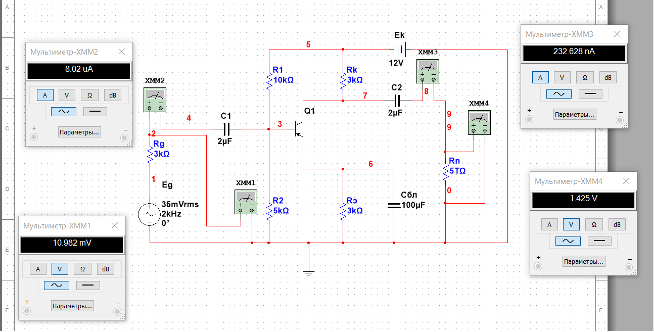 A
A
Мультиметр-XMM2
8.02 uA
A
V
Ω
dB
Параметры...
+
−
XMM2
4
C1
2µF
2
Rg
3kΩ
1
Eg
36mVrms
2kHz
0°
Мультиметр-XMM1
10.982 mV
A
V
Ω
dB
Параметры...
+
−
XMM1
5
R1
10kΩ
Rk
3kΩ
Ek
12V
XMM3
3
Q1
7
C2
2µF
8
XMM4
9
9
6
Rn
5TΩ
0
R2
5kΩ
Rэ
3kΩ
Cбл
100µF
Мультиметр-XMM3
232.628 nA
A
V
Ω
dB
Параметры...
+
−
Мультиметр-XMM4
1.425 V
A
V
Ω
dB
Параметры...
+
−
B
C
D
E
F
B
C
F